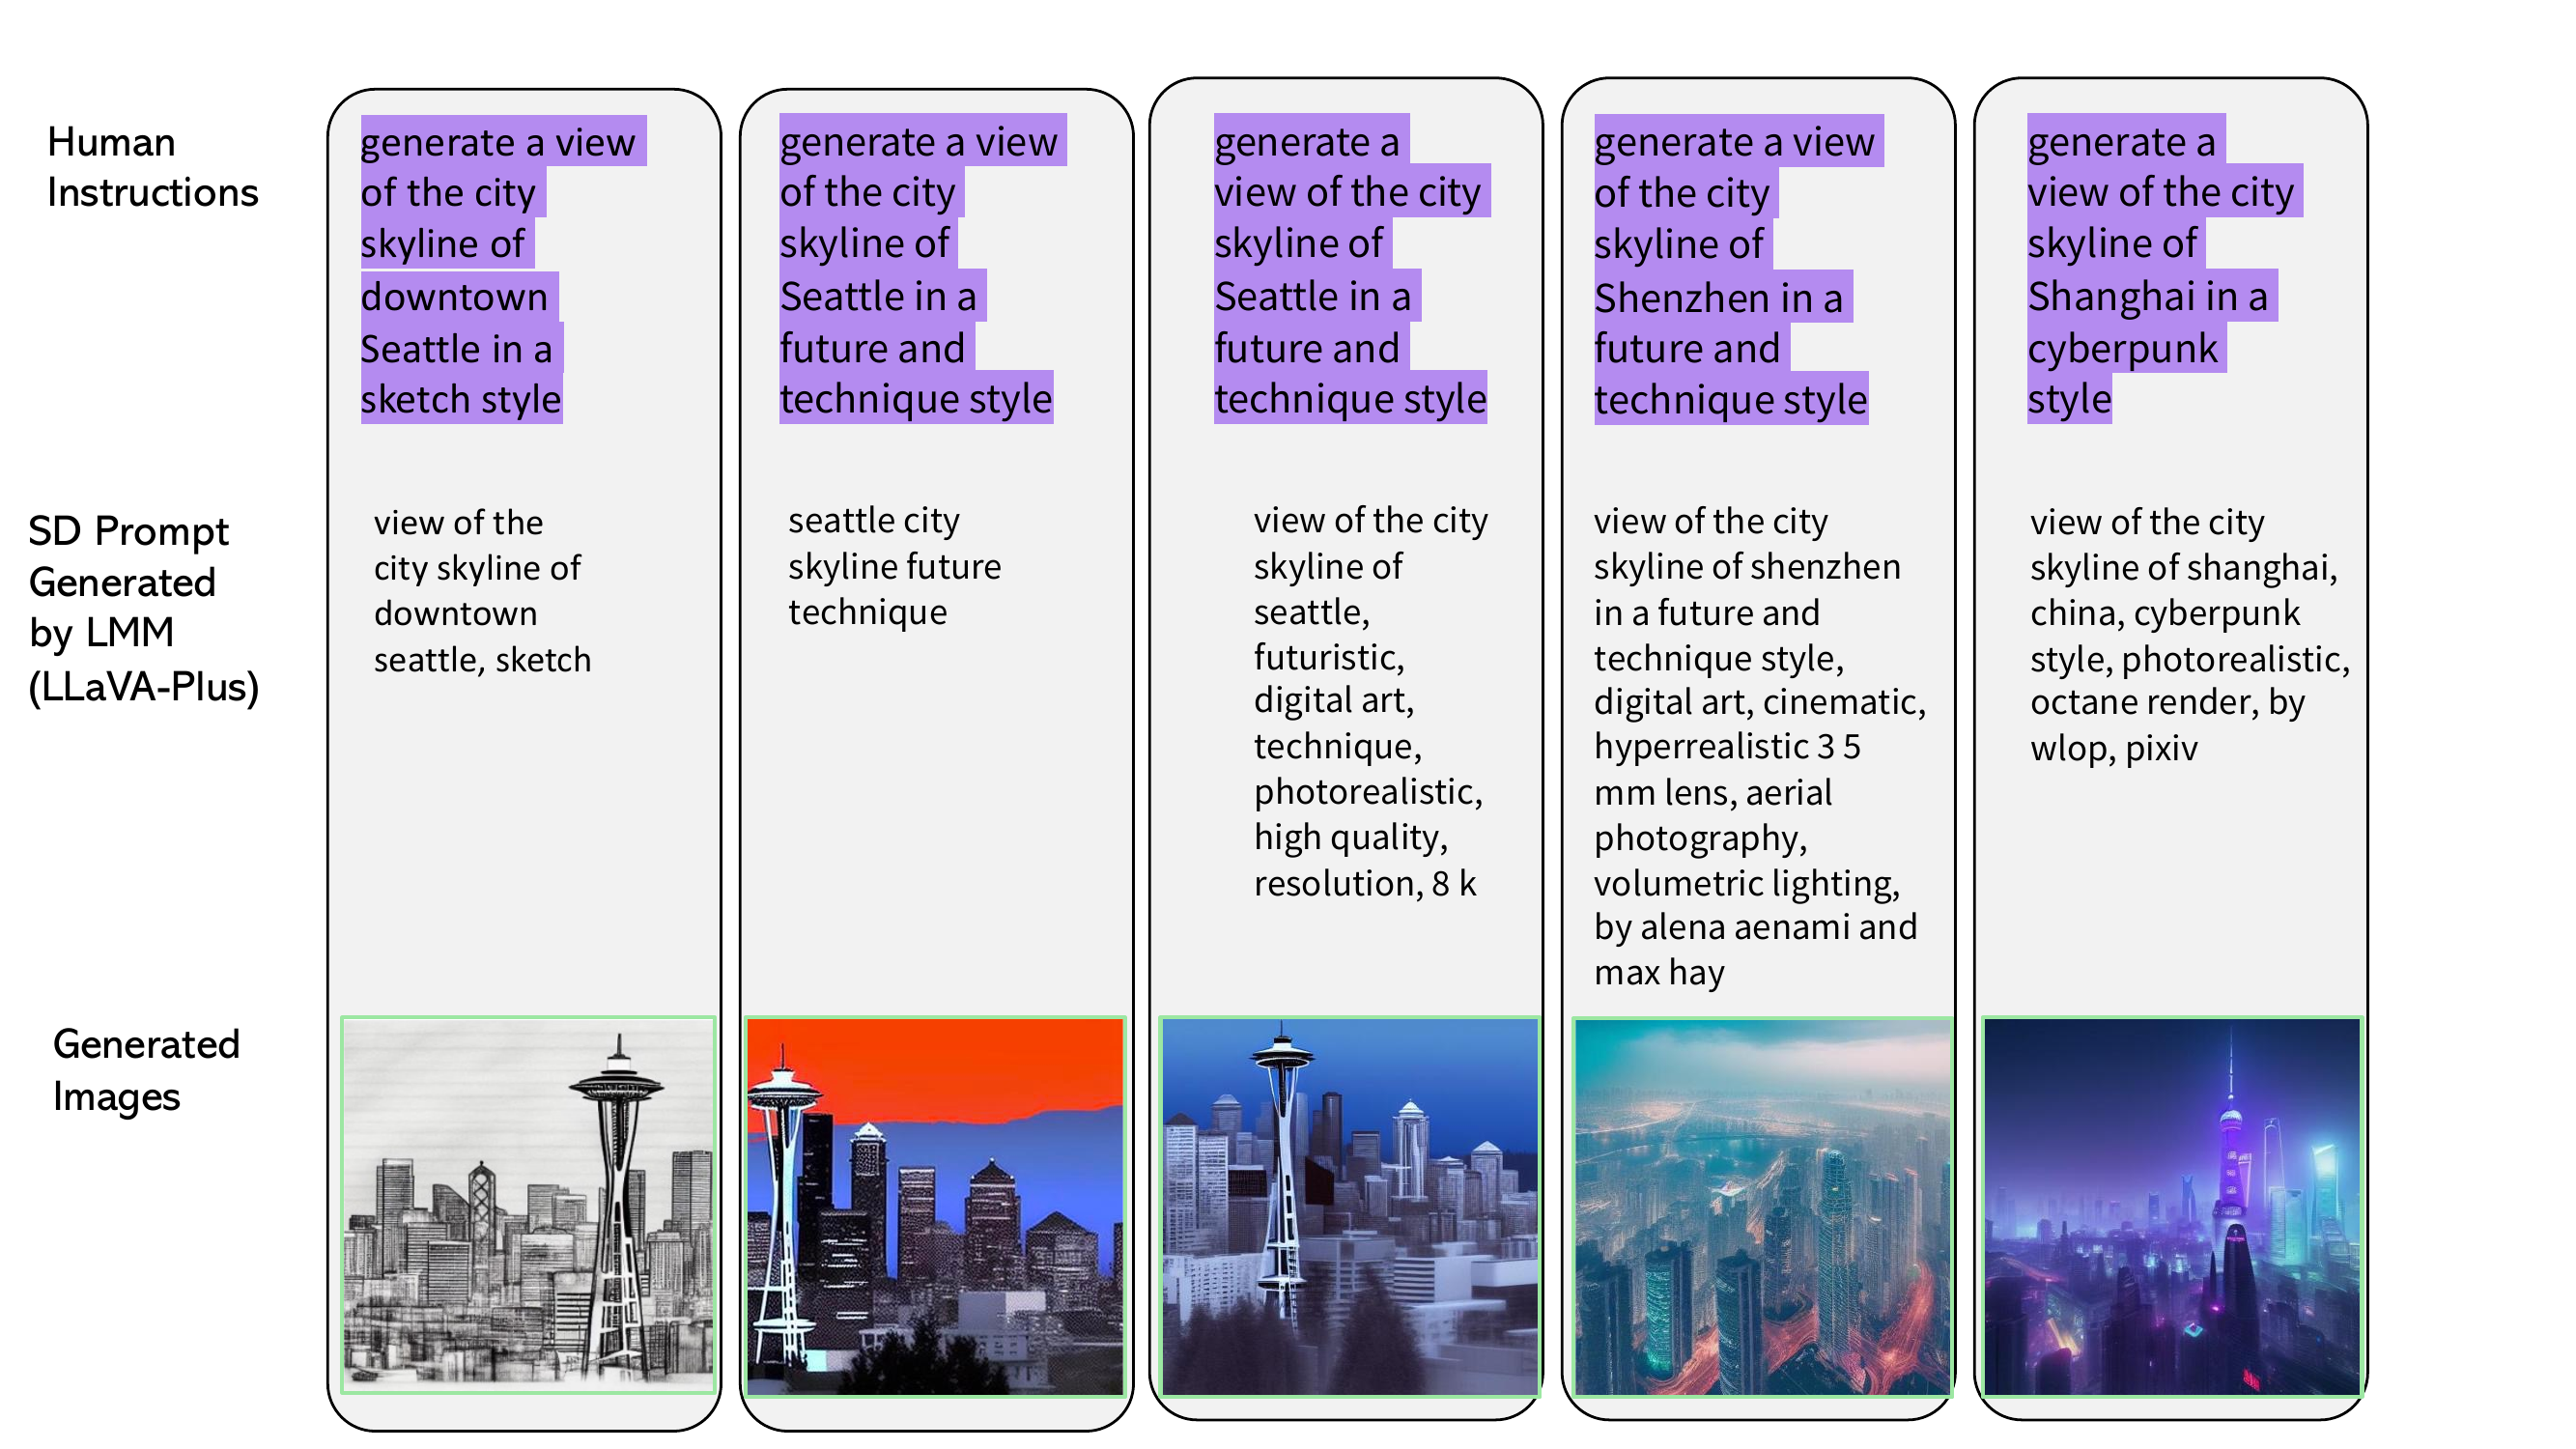 Human
Instructions
generate a view
of the city
skyline of
downtown
Seattle in a
sketch style
generate a view
of the city
skyline of
Seattle in a
future and
technique style
generate a
view of the city
skyline of
Seattle in a
future and
technique style
generate a view
of the city
skyline of
Shenzhen in a
future and
technique style
generate a
view of the city
skyline of
Shanghai in a
cyberpunk
style
SD Prompt
Generated
by LMM
(LLaVA-Plus)
view of the
city skyline of
downtown
seattle, sketch
seattle city
skyline future
technique
view of the city
skyline of
seattle,
futuristic,
digital art,
technique,
photorealistic,
high quality,
resolution, 8 k
view of the city
skyline of shenzhen
in a future and
technique style,
digital art, cinematic,
hyperrealistic 3 5
mm lens, aerial
photography,
volumetric lighting,
by alena aenami and
max hay
view of the city
skyline of shanghai,
china, cyberpunk
style, photorealistic,
octane render, by
wlop, pixiv
Generated
Images